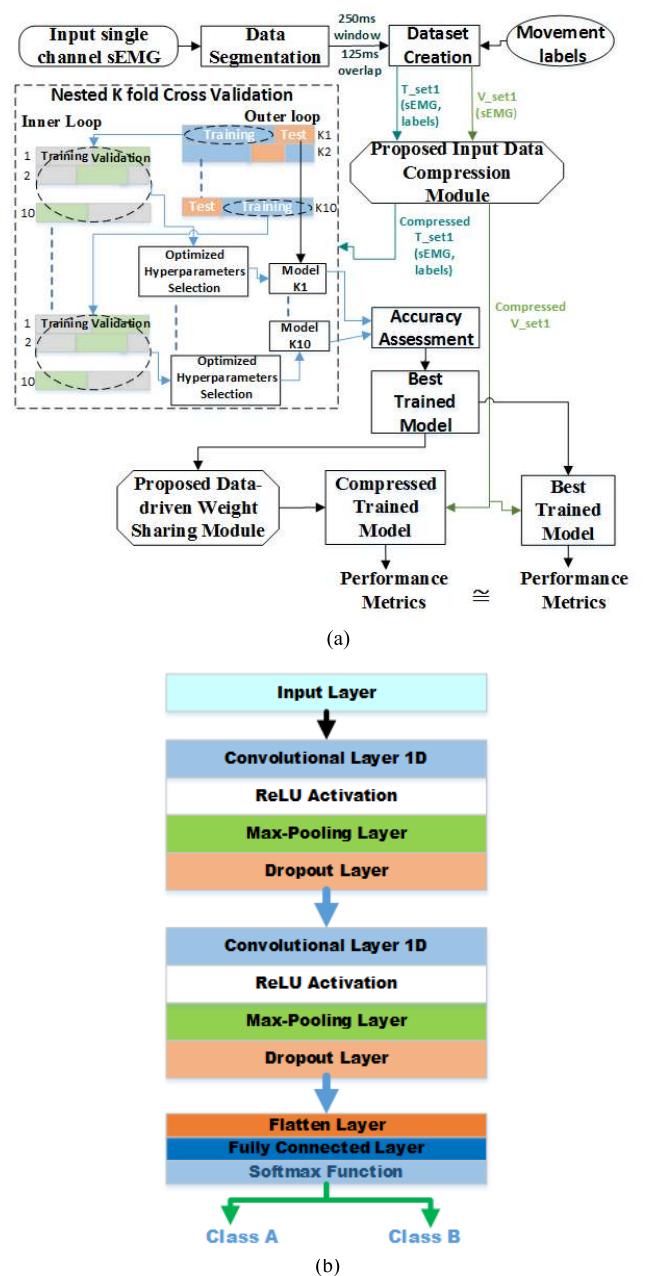 Input single
channel sEMG
Data
Segmentation
250ms
window
125ms
overlap
Dataset
Creation
Movement
labels
T_set1
(sEMG,
labels)
V_set1
(sEMG)
Nested K fold Cross Validation
Inner Loop
Outer loop
Training
Test
K1
K2
1
Training
Validation
2
10
Test
Training
K10
Proposed Input Data
Compression
Module
Compressed
T_set1
(sEMG,
labels)
Compressed
V_set1
Optimized
Hyperparameters
Selection
Model
K1
Model
K10
Accuracy
Assessment
1
Training
Validation
2
10
Optimized
Hyperparameters
Selection
Best
Trained
Model
Proposed Data-
driven Weight
Sharing Module
Compressed
Trained
Model
Best
Trained
Model
Performance
Metrics
≅
Performance
Metrics
(a)
Input Layer
Convolutional Layer 1D
ReLU Activation
Max-Pooling Layer
Dropout Layer
Convolutional Layer 1D
ReLU Activation
Max-Pooling Layer
Dropout Layer
Flatten Layer
Fully Connected Layer
Softmax Function
Class A
Class B
(b)